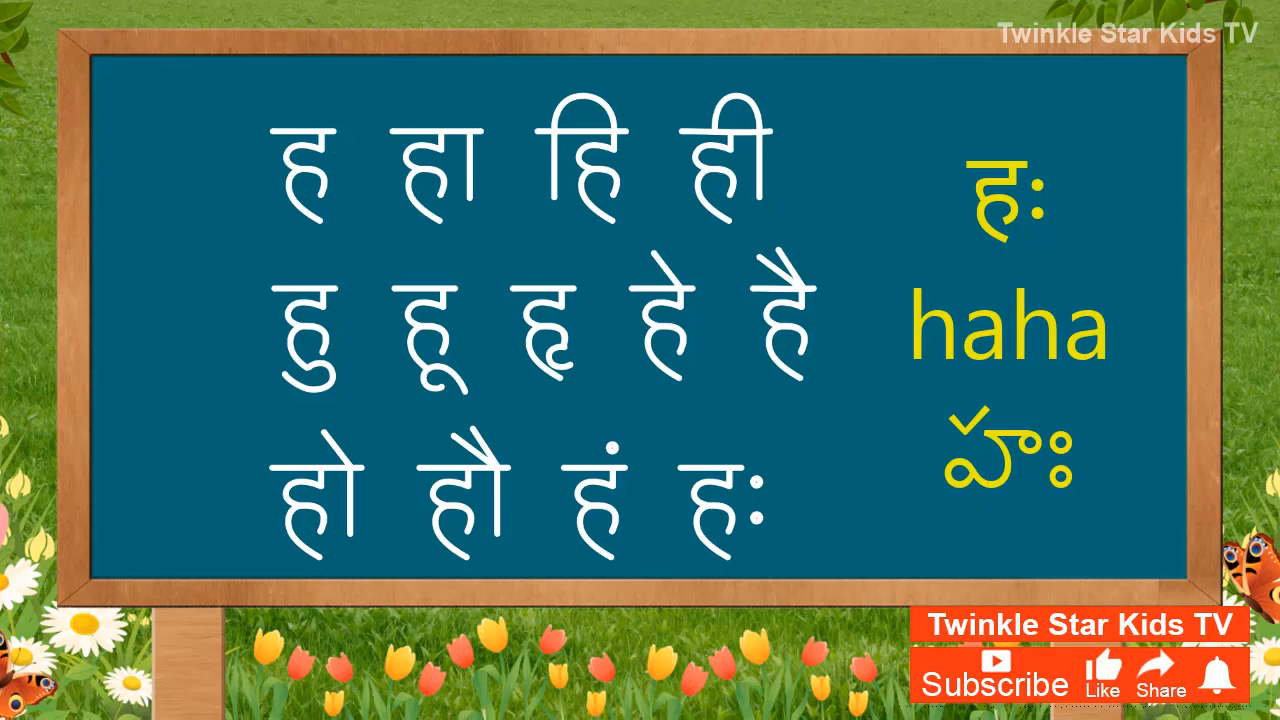 Twinkle Star Kids TV
ह हा हि ही
हु हू हृ हे है
हो हौ हं हः
हः
haha
హః
Twinkle Star Kids TV
Subscribe Like Share